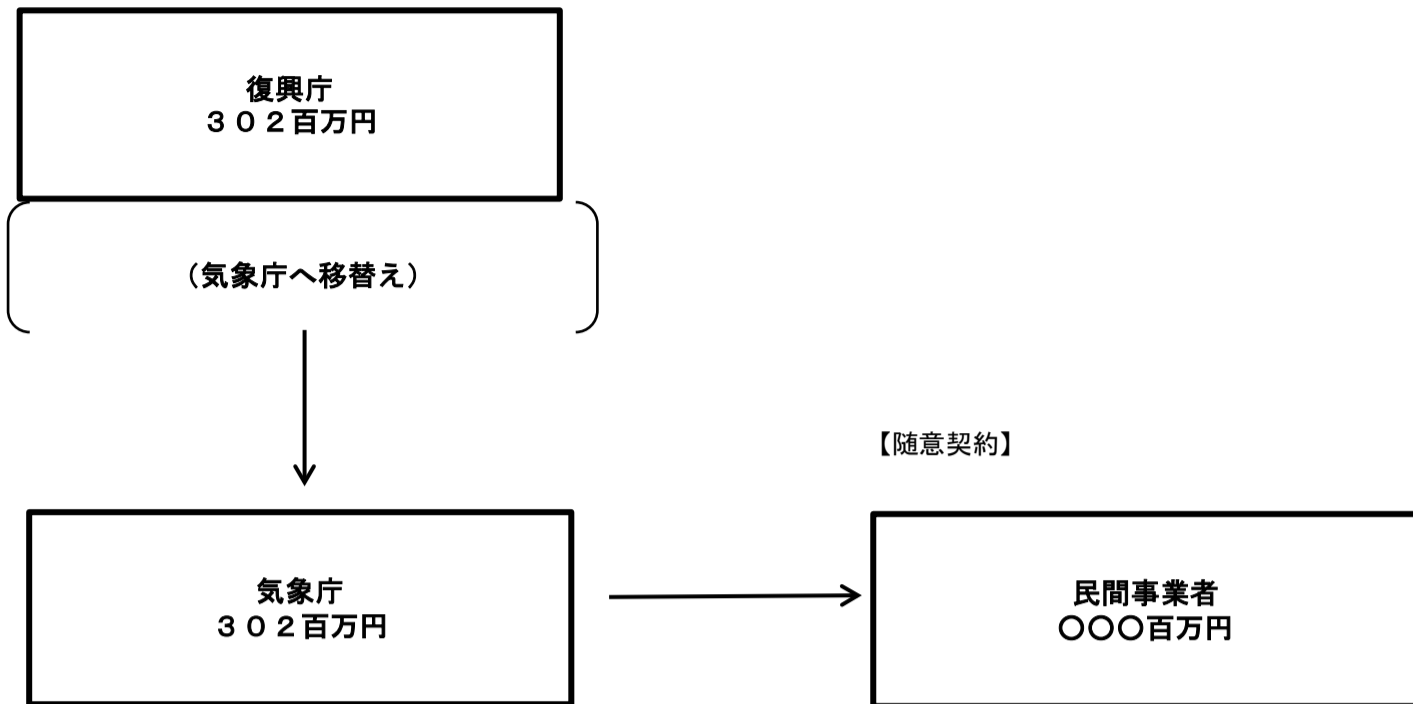 復興庁
３０２百万円
（気象庁へ移替え）
【随意契約】
気象庁
３０２百万円
民間事業者
〇〇〇百万円